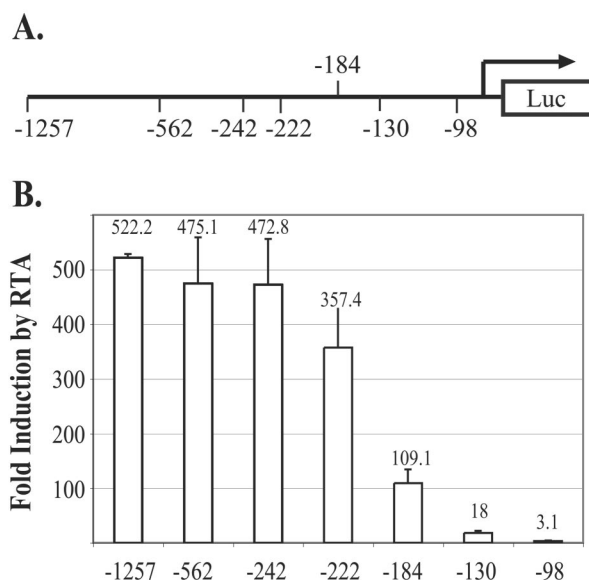 A.
-184
Luc
-1257 -562 -242 -222 -130 -98
B.
Fold Induction by RTA
522.2 475.1 472.8
500
357.4
400
300
200
109.1
100
18
3.1
-1257 -562 -242 -222 -184 -130 -98